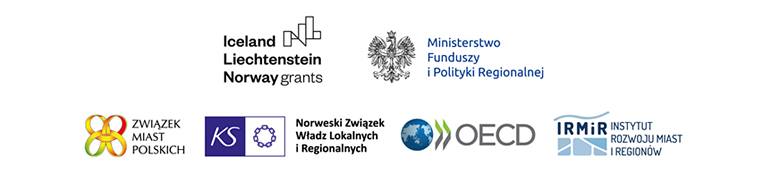 Iceland
Liechtenstein
Norway grants
Ministerstwo
Funduszy
i Polityki Regionalnej
ZWIĄZEK
MIAST
POLSKICH
KS
Norweski Związek
Władz Lokalnych
i Regionalnych
OECD
IRMiR
INSTYTUT
ROZWOJU MIAST
I REGIONÓW